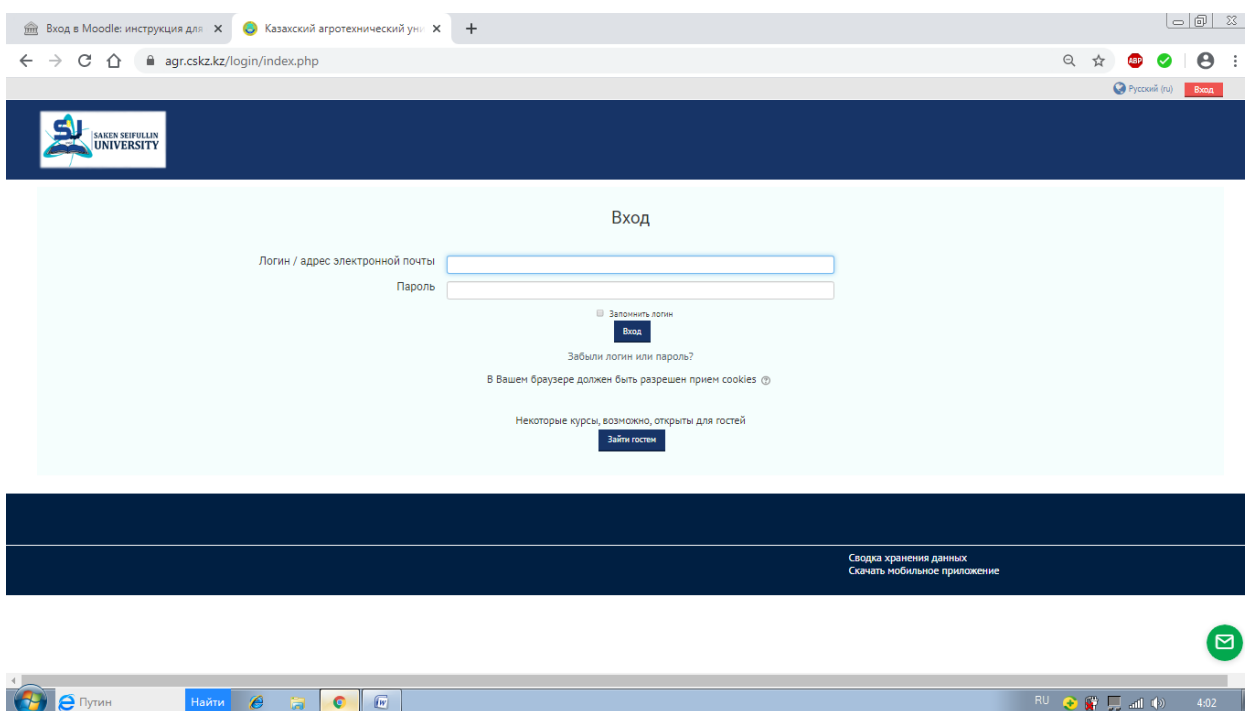 Вход в Moodle: инструкция для
Казахский агротехнический уни
agr.cskz.kz/login/index.php
ABP
Русский (ru)
Вход
SAKEN SEIFULLIN
UNIVERSITY
Вход
Логин / адрес электронной почты
Пароль
Запомнить логин
Вход
Забыли логин или пароль?
В Вашем браузере должен быть разрешен прием cookies
Некоторые курсы, возможно, открыты для гостей
Зайти гостем
Сводка хранения данных
Скачать мобильное приложение
Путин
Найти
RU
4:02